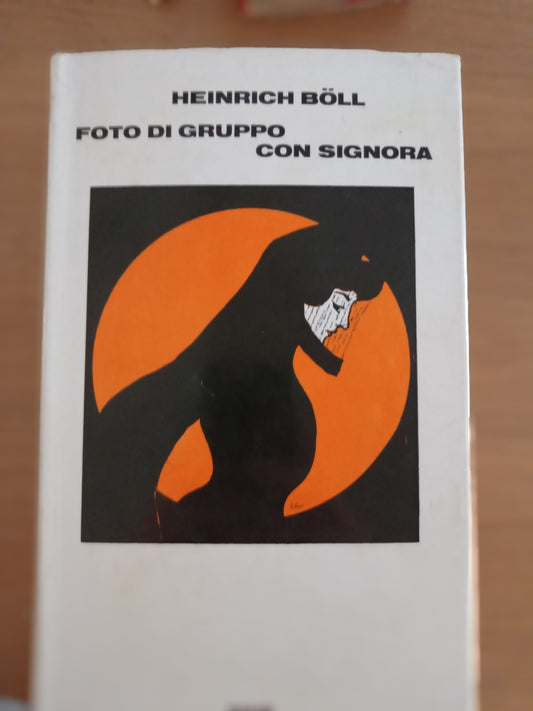 HEINRICH BÖLL
FOTO DI GRUPPO
CON SIGNORA